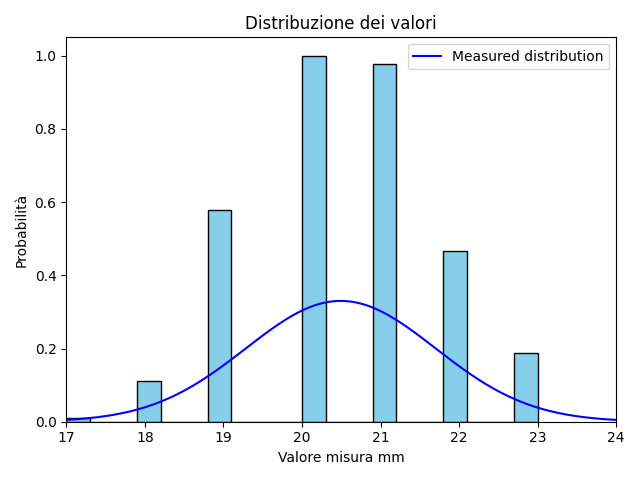 Distribuzione dei valori
Measured distribution
1.0
0.8
0.6
0.4
0.2
0.0
Probabilità
17 18 19 20 21 22 23 24
Valore misura mm